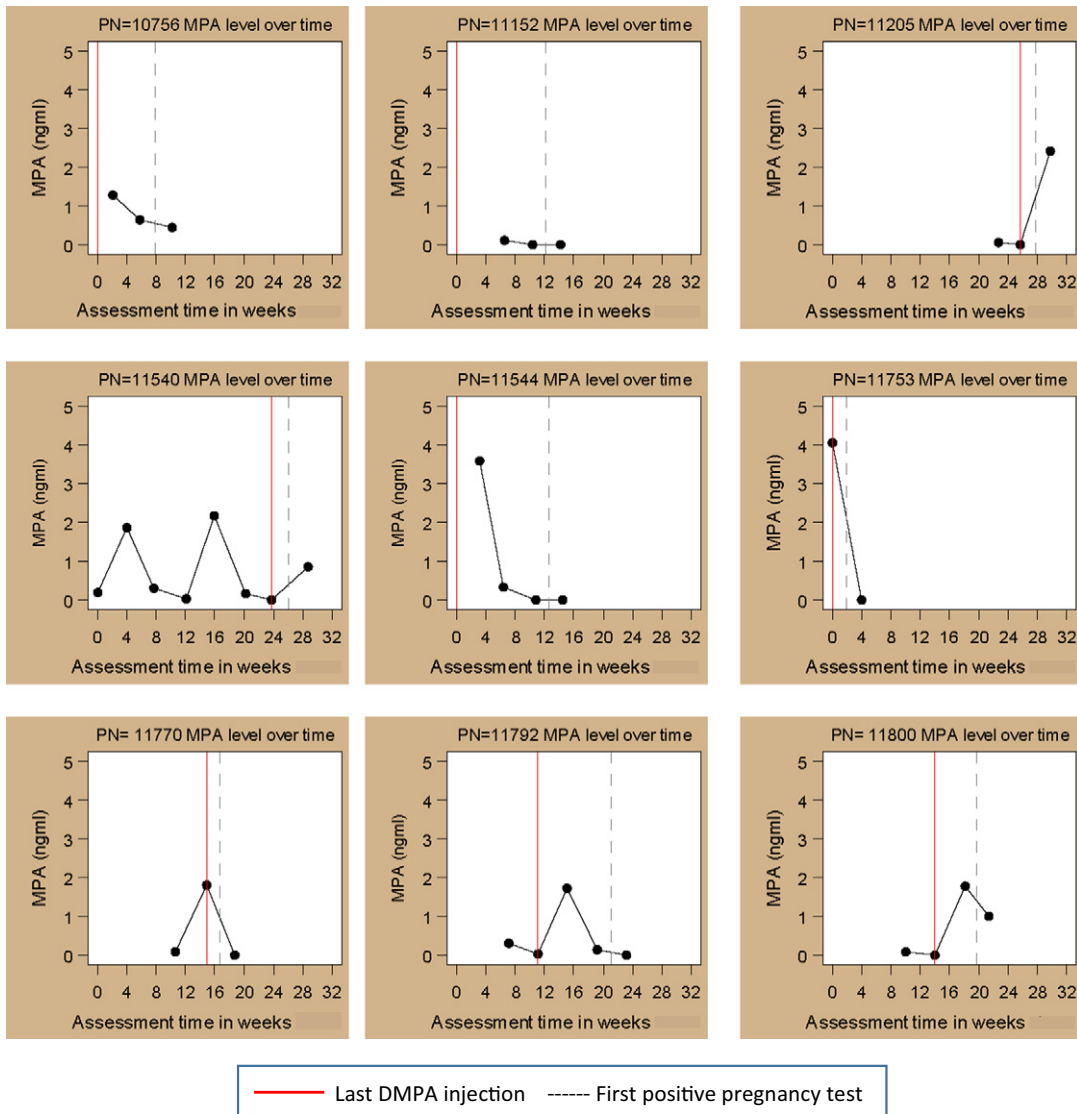 PN=10756 MPA level over time
5
4
3
2
1
0
MPA (ngml)
0 4 8 12 16 20 24 28 32
Assessment time in weeks
PN=11152 MPA level over time
5
4
3
2
1
0
MPA (ngml)
0 4 8 12 16 20 24 28 32
Assessment time in weeks
PN=11205 MPA level over time
5
4
3
2
1
0
MPA (ngml)
0 4 8 12 16 20 24 28 32
Assessment time in weeks
PN=11540 MPA level over time
5
4
3
2
1
0
MPA (ngml)
0 4 8 12 16 20 24 28 32
Assessment time in weeks
PN=11544 MPA level over time
5
4
3
2
1
0
MPA (ngml)
0 4 8 12 16 20 24 28 32
Assessment time in weeks
PN=11753 MPA level over time
5
4
3
2
1
0
MPA (ngml)
0 4 8 12 16 20 24 28 32
Assessment time in weeks
PN= 11770 MPA level over time
5
4
3
2
1
0
MPA (ngml)
0 4 8 12 16 20 24 28 32
Assessment time in weeks
PN=11792 MPA level over time
5
4
3
2
1
0
MPA (ngml)
0 4 8 12 16 20 24 28 32
Assessment time in weeks
PN= 11800 MPA level over time
5
4
3
2
1
0
MPA (ngml)
0 4 8 12 16 20 24 28 32
Assessment time in weeks
Last DMPA injection ------ First positive pregnancy test